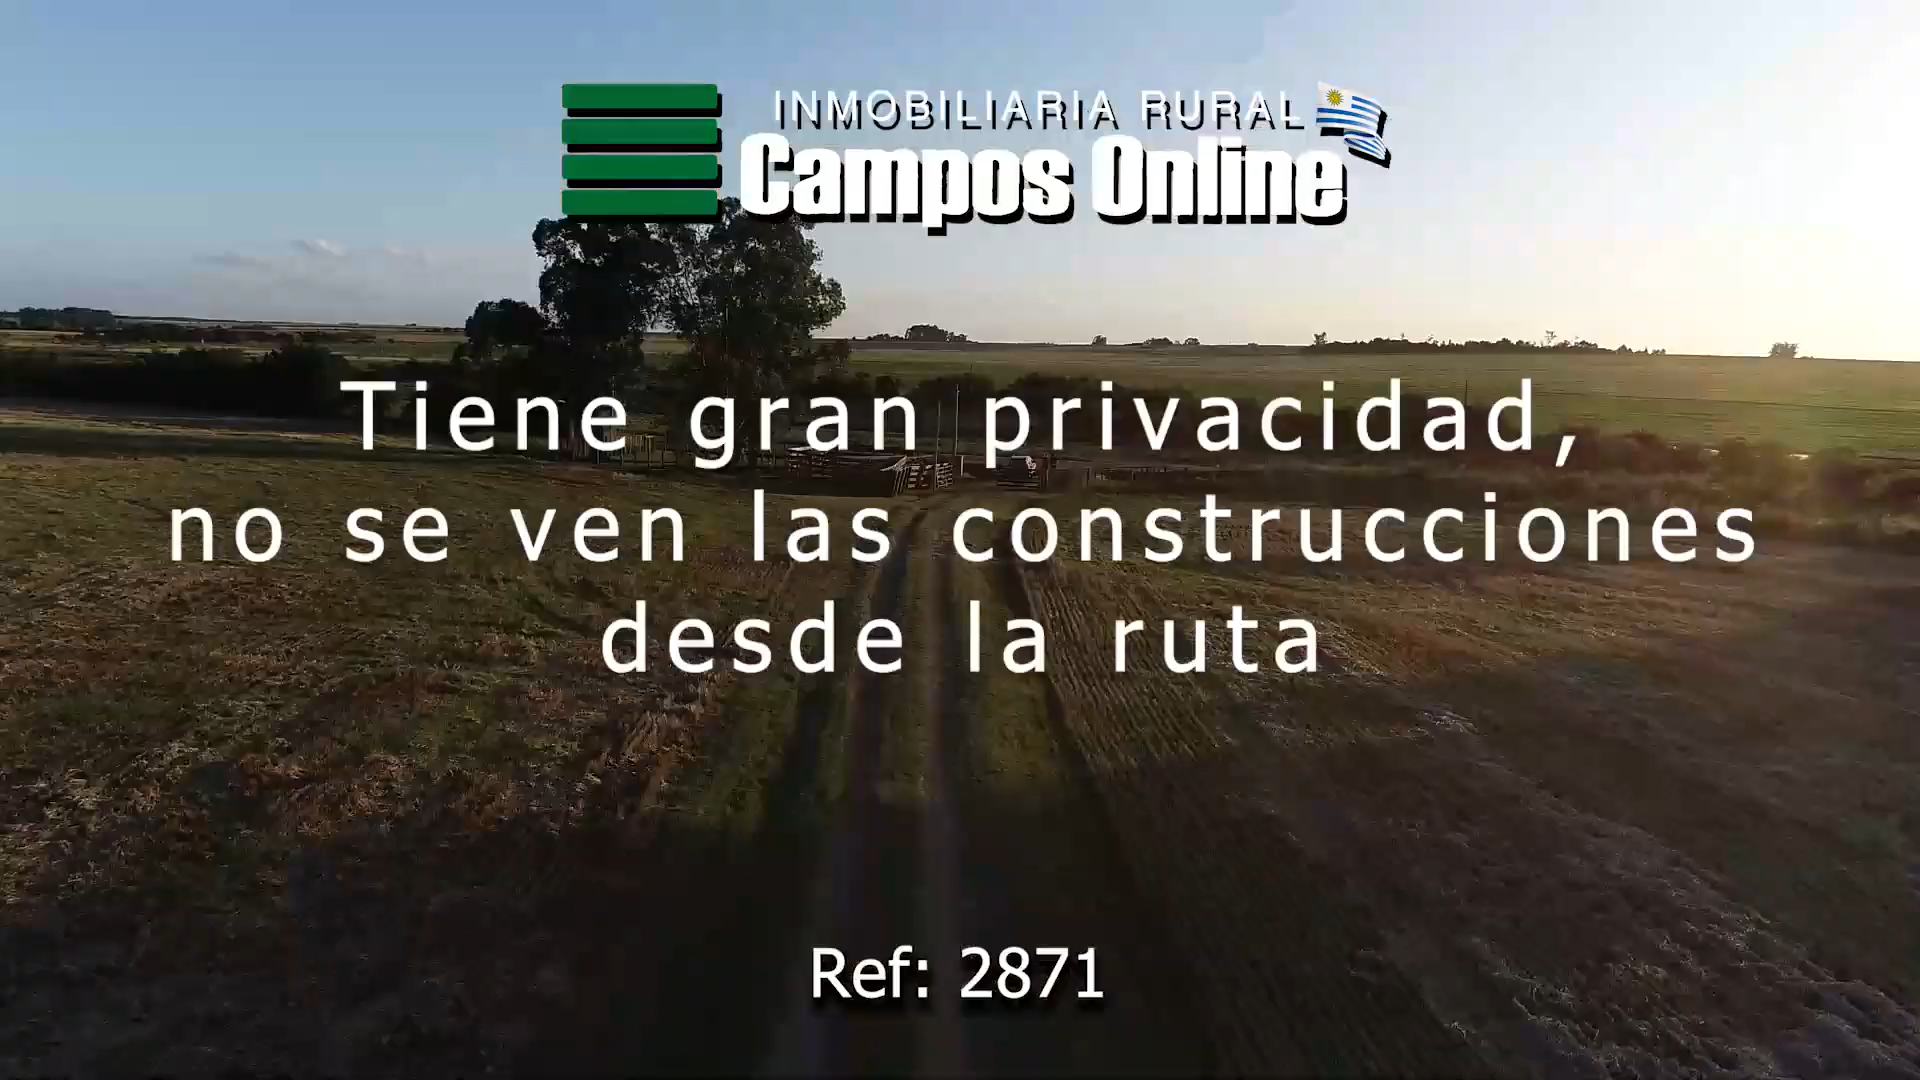 INMOBILIARIA RURAL
Campos Online
Tiene gran privacidad,
no se ven las construcciones
desde la ruta
Ref: 2871